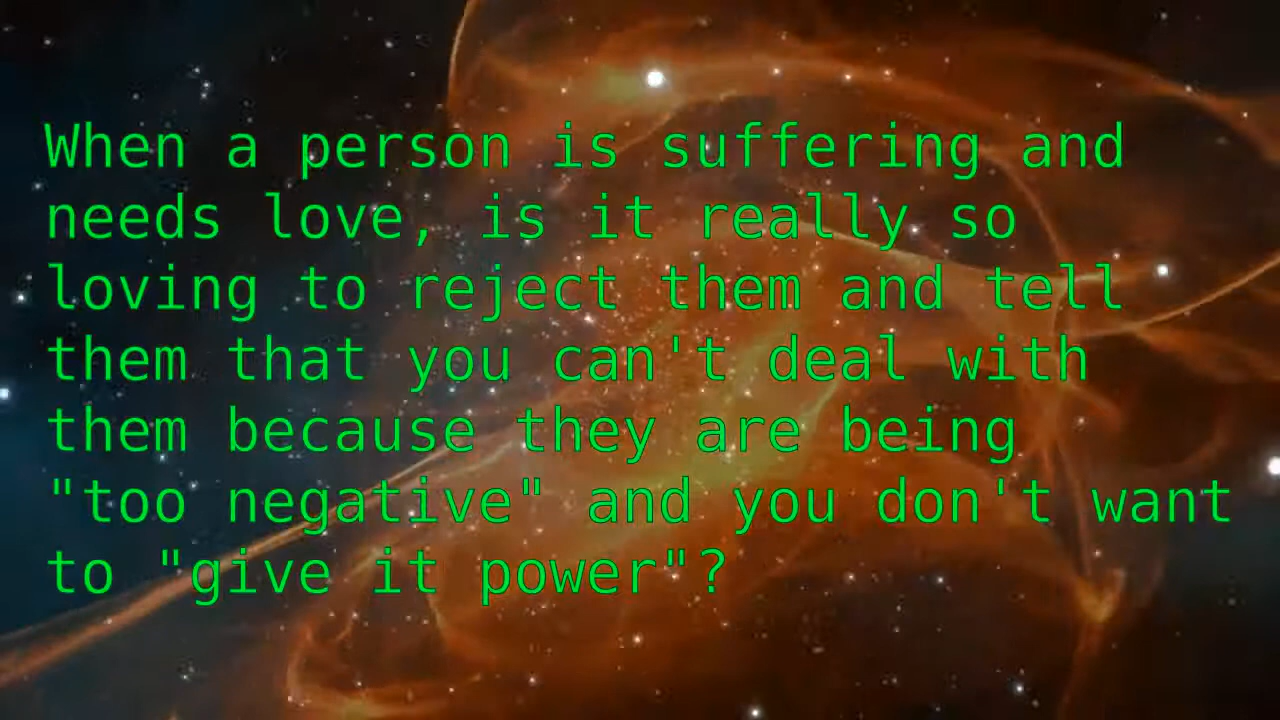 When a person is suffering and
needs love, is it really so
loving to reject them and tell
them that you can't deal with
them because they are being
"too negative" and you don't want
to "give it power"?